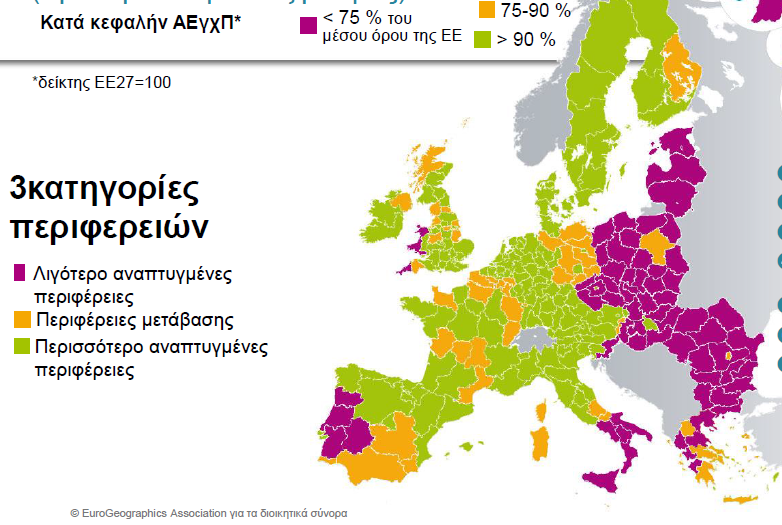 Κατά κεφαλήν ΑΕγχΠ*
< 75 % του
μέσου όρου της ΕΕ
75-90 %
> 90 %
*δείκτης ΕΕ27=100
3κατηγορίες
περιφερειών
Λιγότερο αναπτυγμένες
περιφέρειες
Περιφέρειες μετάβασης
Περισσότερο αναπτυγμένες
περιφέρειες
© EuroGeographics Association για τα διοικητικά σύνορα